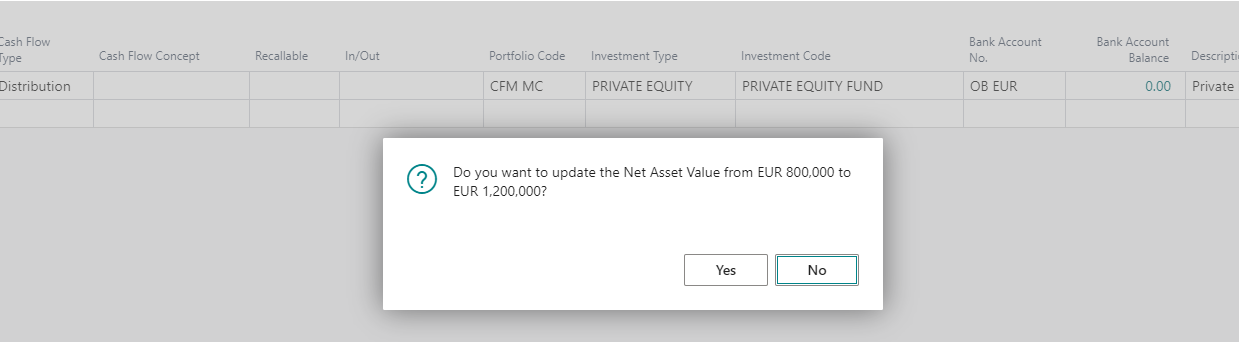 Cash Flow Type
Cash Flow Concept
Recallable
In/Out
Portfolio Code
Investment Type
Investment Code
Bank Account No.
Bank Account Balance
Descripti
Distribution
CFM MC
PRIVATE EQUITY
PRIVATE EQUITY FUND
OB EUR
0.00
Private
Do you want to update the Net Asset Value from EUR 800,000 to
EUR 1,200,000?
Yes
No